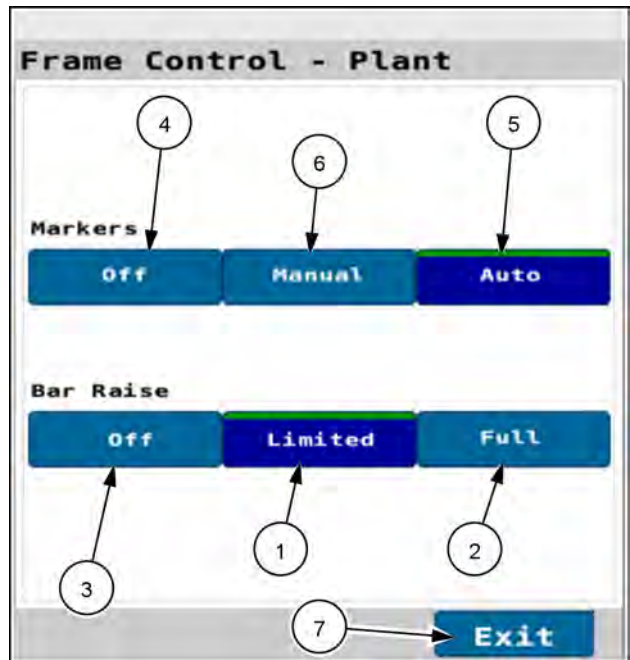 Frame Control - Plant
4
5
6
Markers
Off Manual Auto
Bar Raise
Off Limited Full
1
2
3
7
Exit